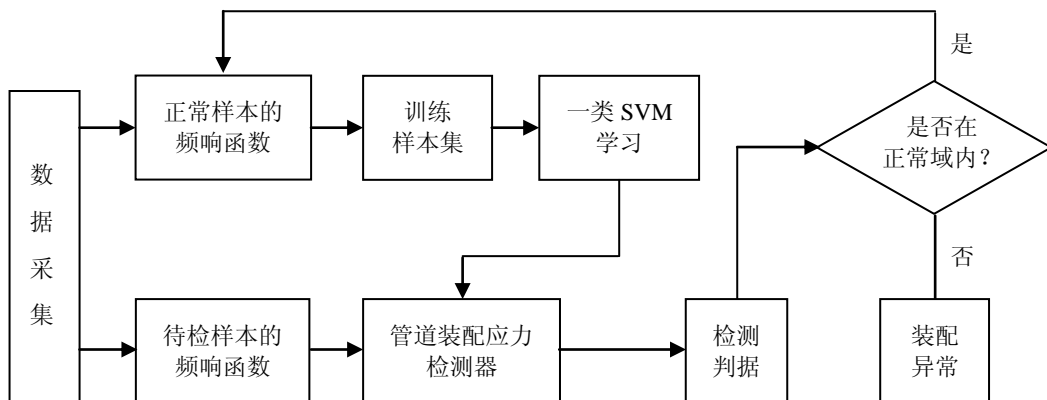 数
据
采
集
正常样本的
频响函数
训练
样本集
一类 SVM
学习
是
是否在
正常域内?
否
待检样本的
频响函数
管道装配应力
检测器
检测
判据
装配
异常